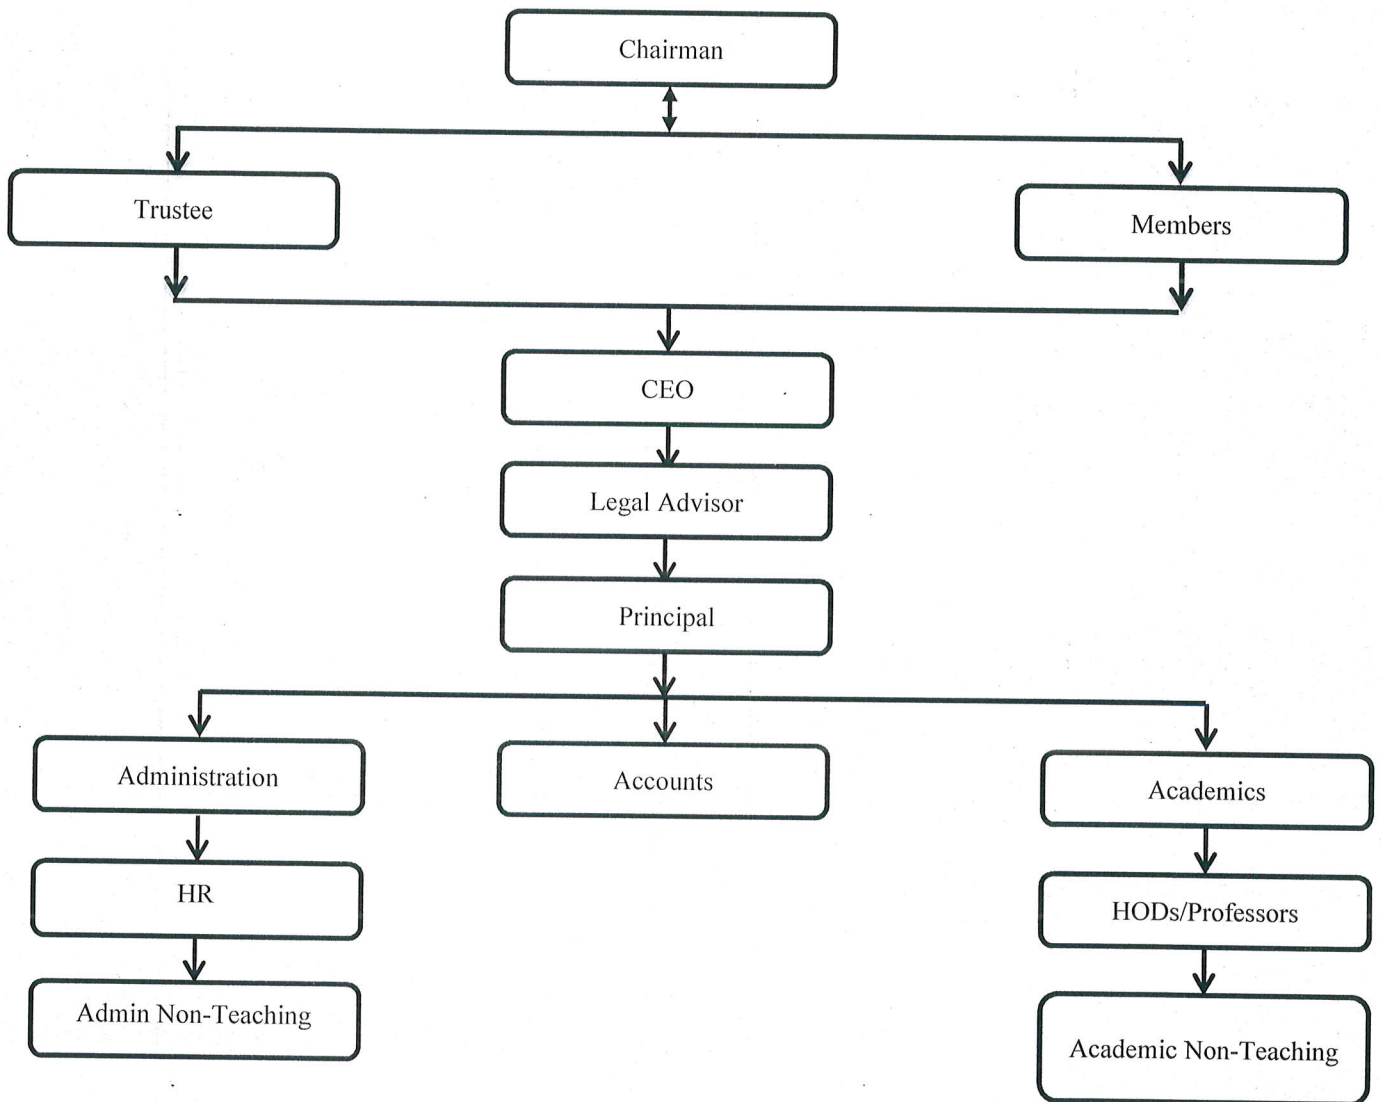 Chairman
Trustee
Members
CEO
Legal Advisor
Principal
Administration
Accounts
Academics
HR
HODs/Professors
Admin Non-Teaching
Academic Non-Teaching